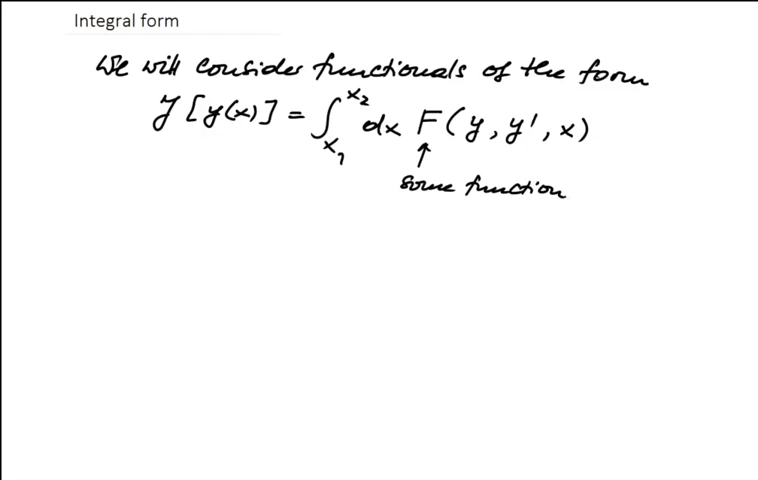 Integral form
We will consider functionals of the form
J[y(x)] = ∫_{x₁}^{x₂} dx F(y, y', x)
↑
some function